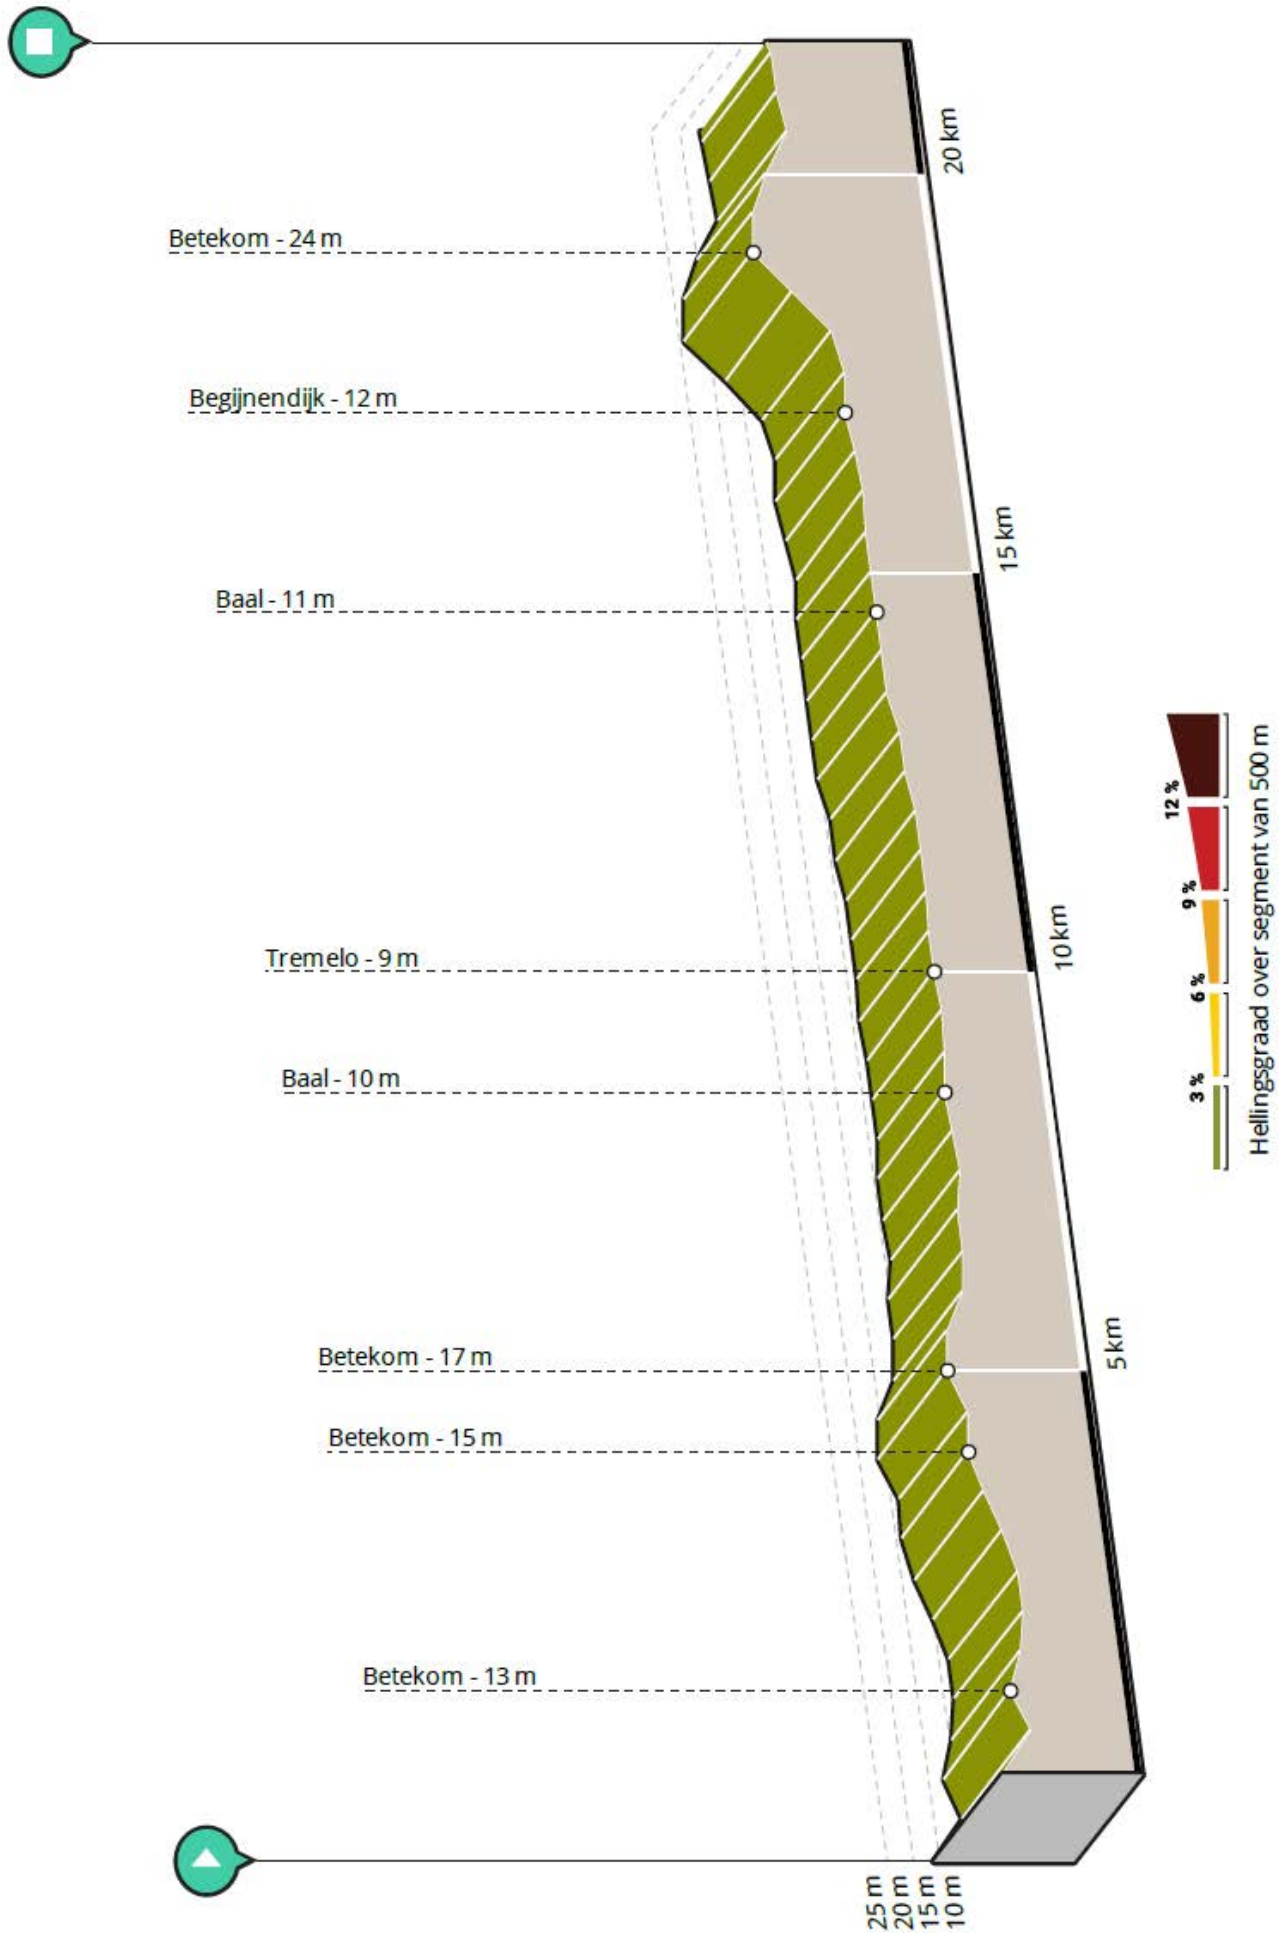 Betekom - 24 m
Begijnendijk - 12 m
Baal - 11 m
Tremelo - 9 m
Baal - 10 m
Betekom - 17 m
Betekom - 15 m
Betekom - 13 m
20 km
15 km
10 km
5 km
25 m
20 m
15 m
10 m
3 %
6 %
9 %
12 %
Hellingsgraad over segment van 500 m